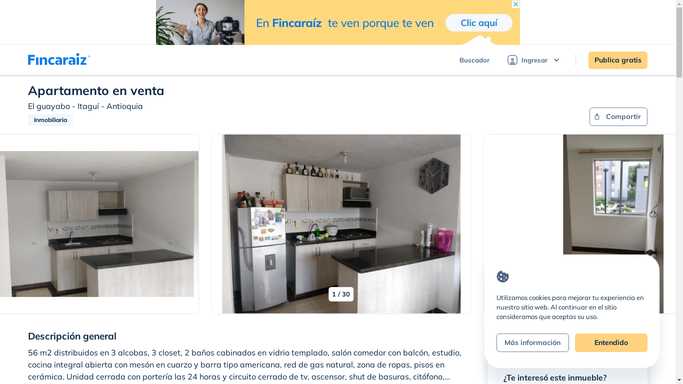 En Fincaraíz te ven porque te ven
Clic aquí
Fincaraiz
Buscador
Ingresar
Publica gratis
Apartamento en venta
El guayabo - Itaguí - Antioquia
Inmobiliaria
Compartir
1 / 30
Utilizamos cookies para mejorar tu experiencia en
nuestro sitio web. Al continuar en el sitio
consideramos que aceptas su uso.
Más información
Entendido
Descripción general
56 m2 distribuidos en 3 alcobas, 3 closet, 2 baños cabinados en vidrio templado, salón comedor con balcón, estudio,
cocina integral abierta con mesón en cuarzo y barra tipo americana, red de gas natural, zona de ropas, pisos en
cerámica. Unidad cerrada con portería las 24 horas y circuito cerrado de tv, ascensor, shut de basuras, citófono,...
¿Te interesó este inmueble?